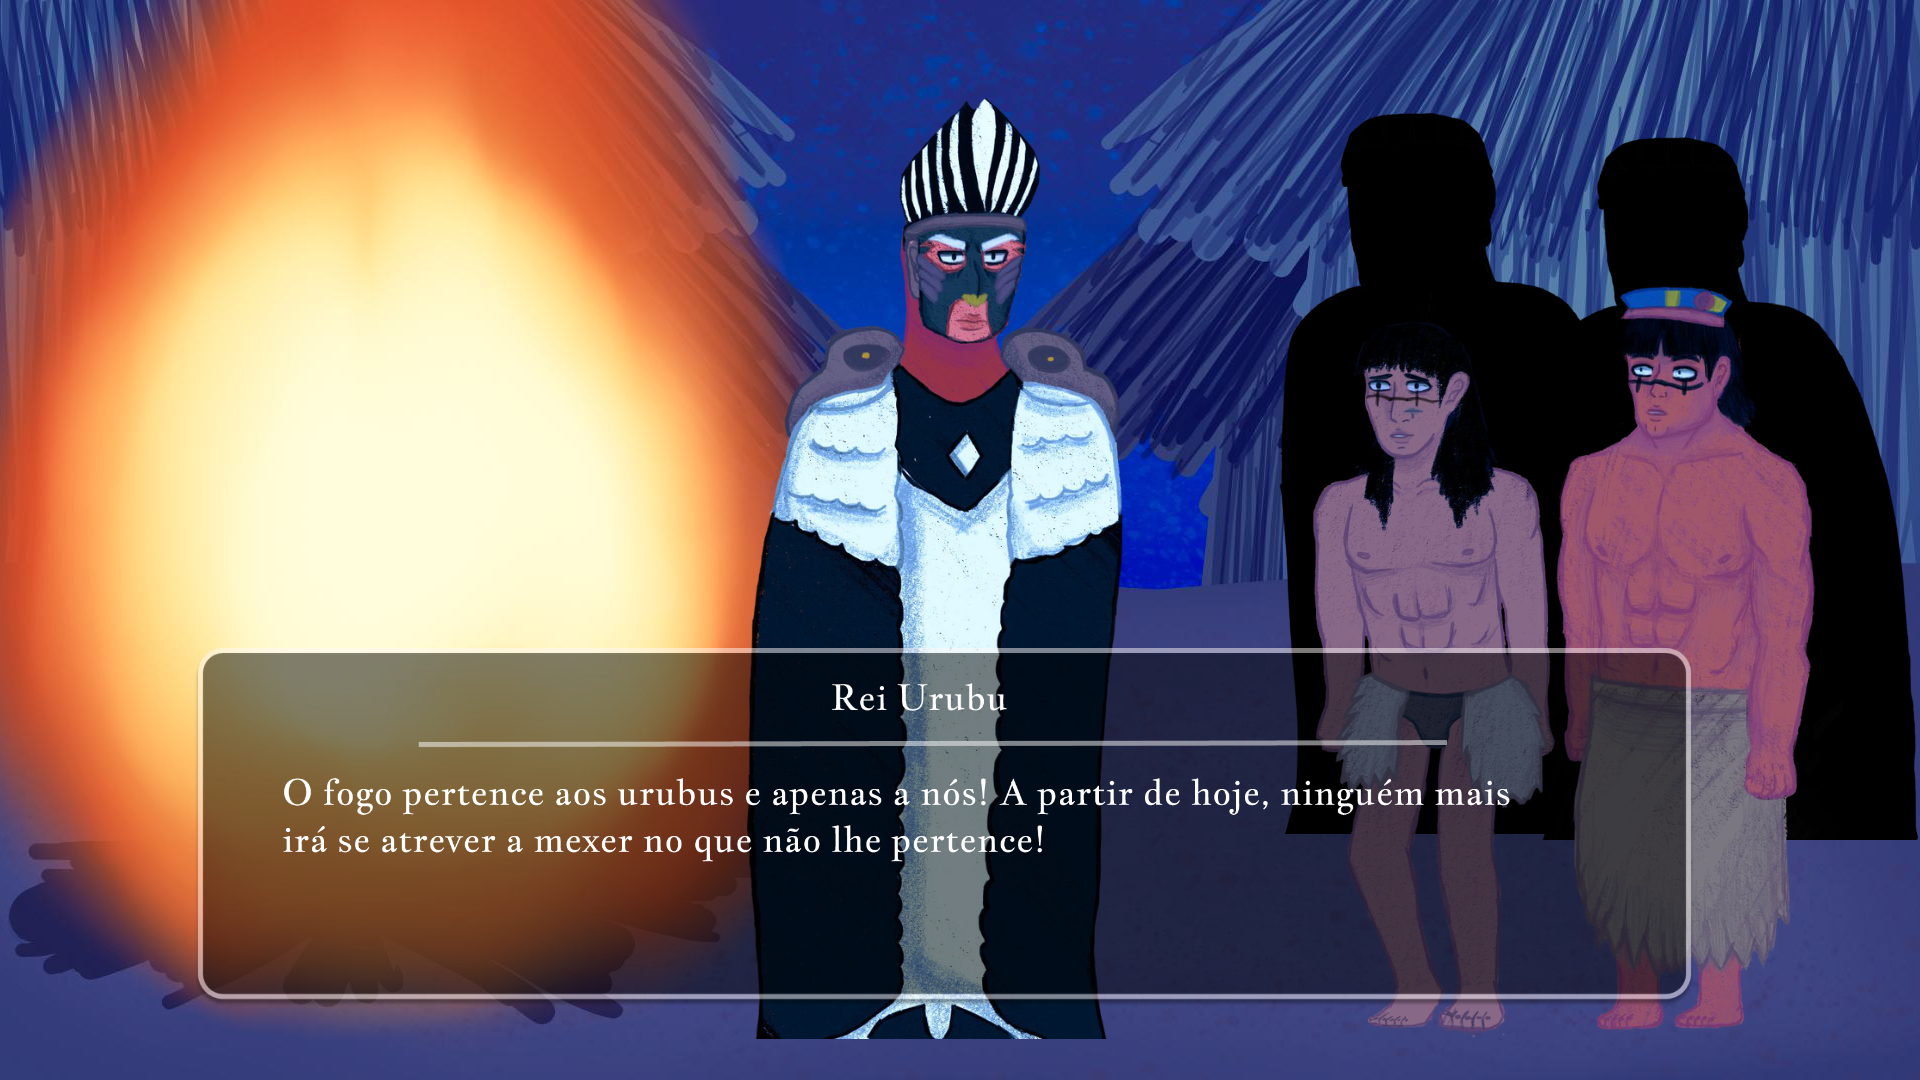 Rei Urubu
O fogo pertence aos urubus e apenas a nós! A partir de hoje, ninguém mais
irá se atrever a mexer no que não lhe pertence!